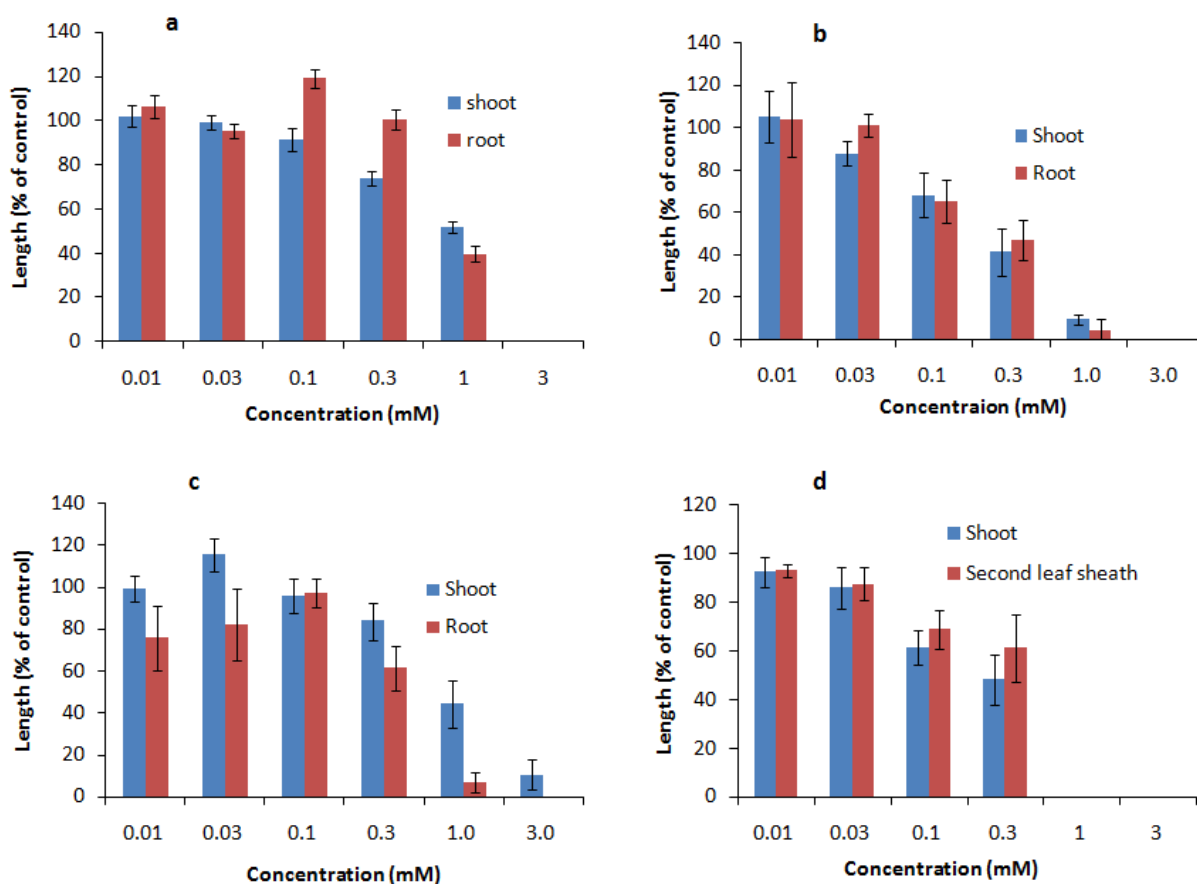 a
140
120
100
80
60
40
20
0
Length (% of control)
shoot
root
0.01 0.03 0.1 0.3 1 3
Concentration (mM)
b
140
120
100
80
60
40
20
0
Length (% of control)
Shoot
Root
0.01 0.03 0.1 0.3 1.0 3.0
Concentraion (mM)
c
140
120
100
80
60
40
20
0
Length (% of control)
Shoot
Root
0.01 0.03 0.1 0.3 1.0 3.0
Concentration (mM)
d
120
100
80
60
40
20
0
Length (% of control)
Shoot
Second leaf sheath
0.01 0.03 0.1 0.3 1 3
Concentration (mM)